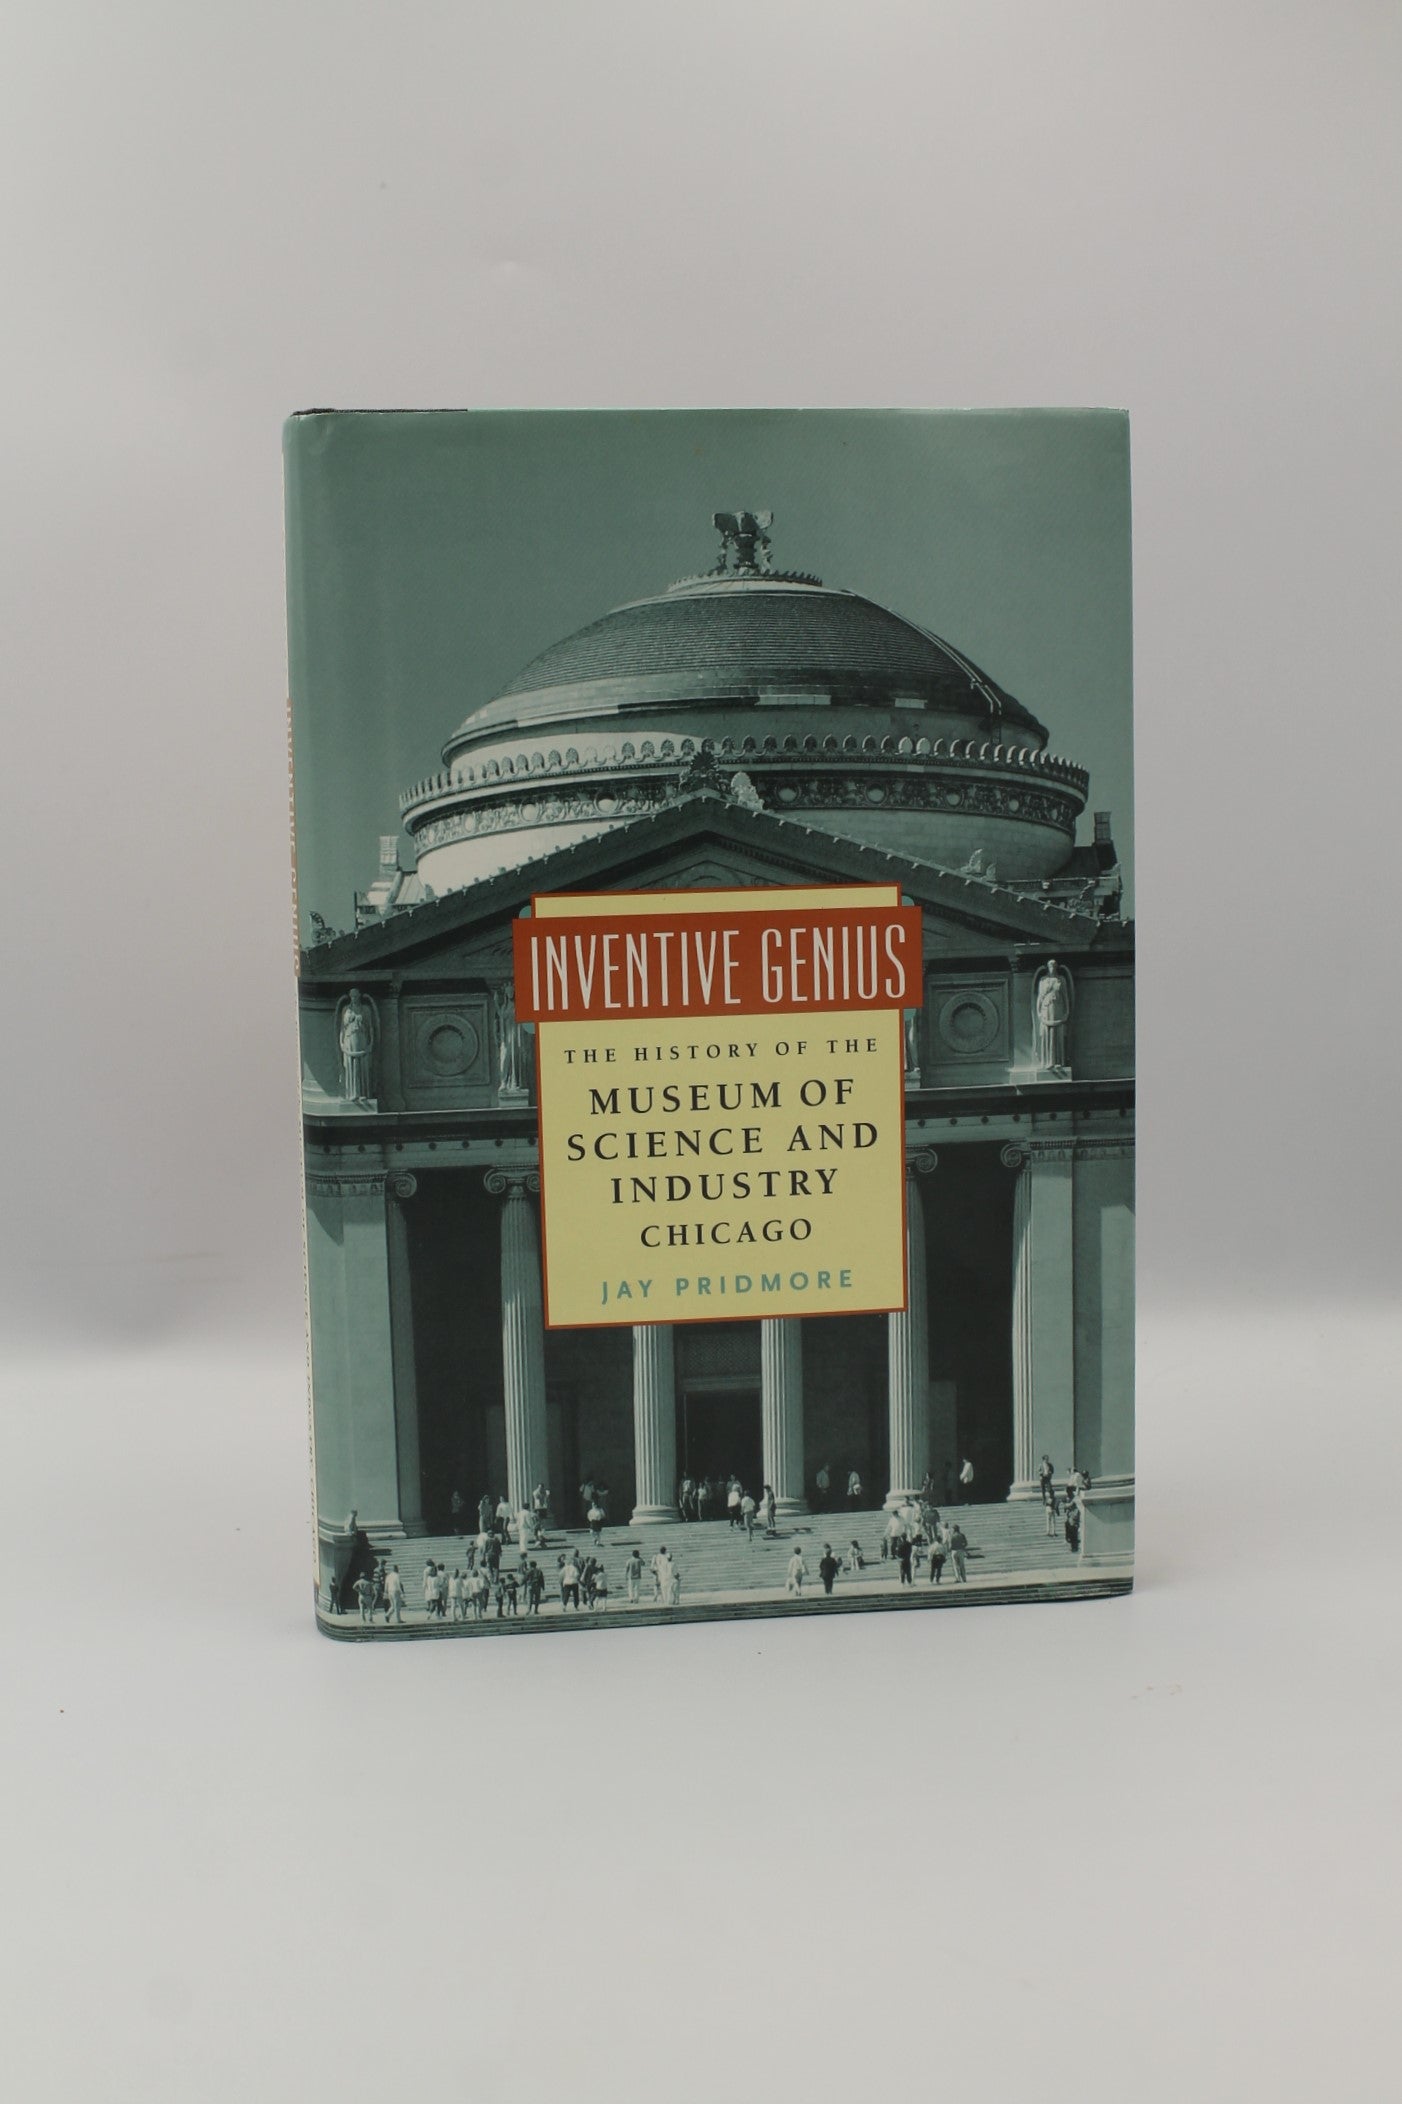 INVENTIVE GENIUS
THE HISTORY OF THE
MUSEUM OF
SCIENCE AND
INDUSTRY
CHICAGO
JAY PRIDMORE